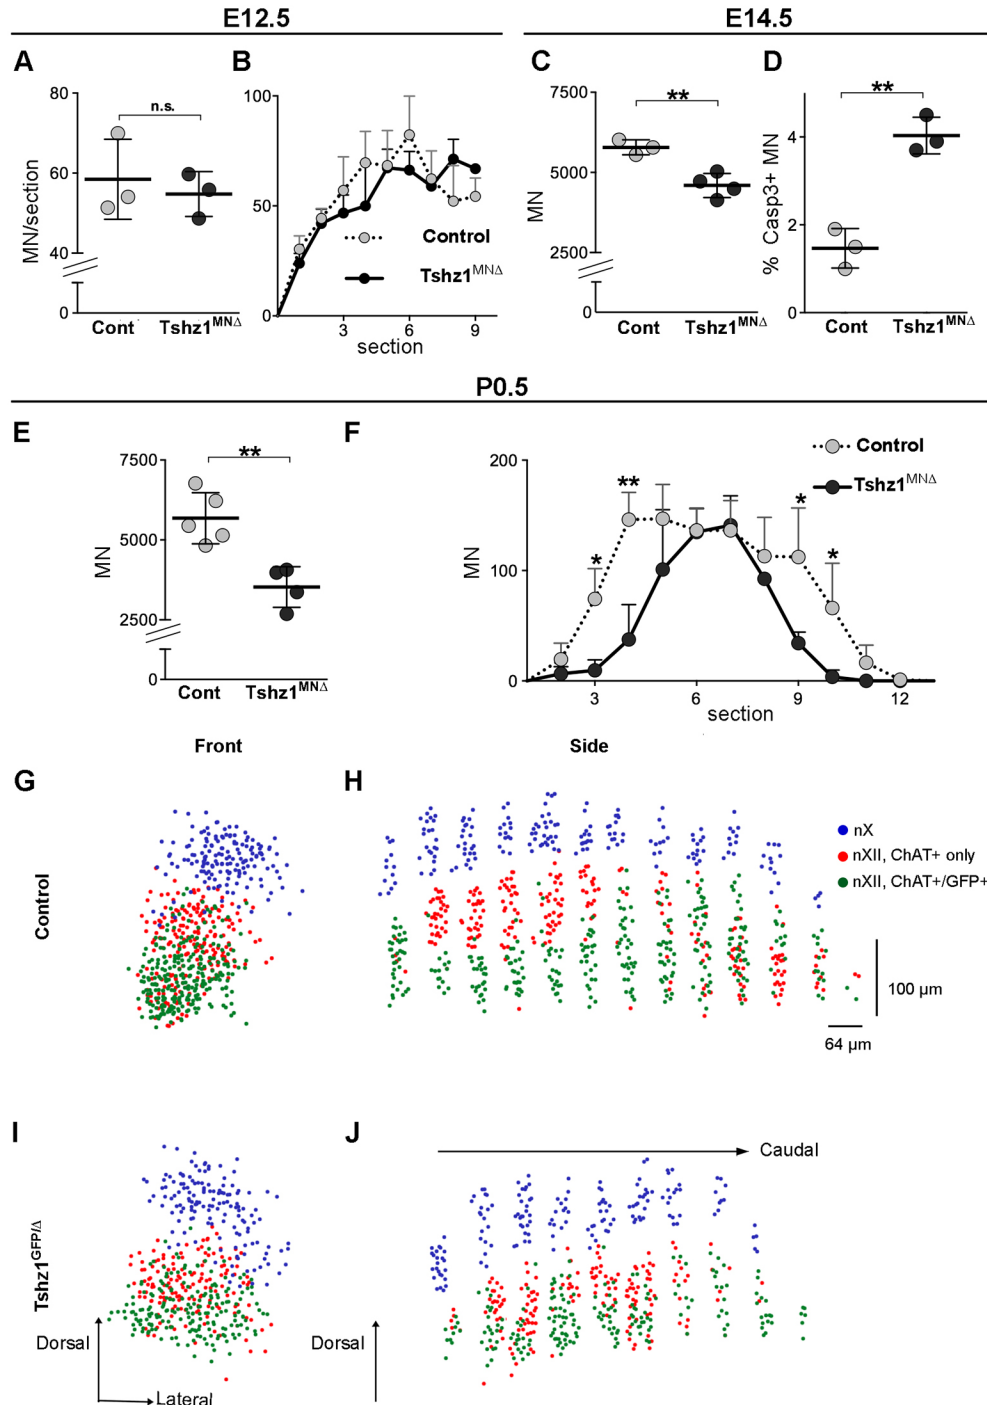 E12.5
E14.5
A
B
C
D
80
60
40
0
MN/section
n.s.
Cont
Tshz1MNΔ
100
50
0
3
6
9
section
Control
Tshz1MNΔ
7500
5000
2500
0
MN
**
Cont
Tshz1MNΔ
4
2
0
% Casp3+ MN
**
Cont
Tshz1MNΔ
P0.5
E
F
7500
5000
2500
0
MN
**
Cont
Tshz1MNΔ
200
100
0
MN
*
**
*
*
3
6
9
12
section
Control
Tshz1MNΔ
Front
Side
G
H
Control
nX
nXII, ChAT+ only
nXII, ChAT+/GFP+
100 µm
64 µm
I
J
Caudal
Tshz1GFP/Δ
Dorsal
Lateral
Dorsal